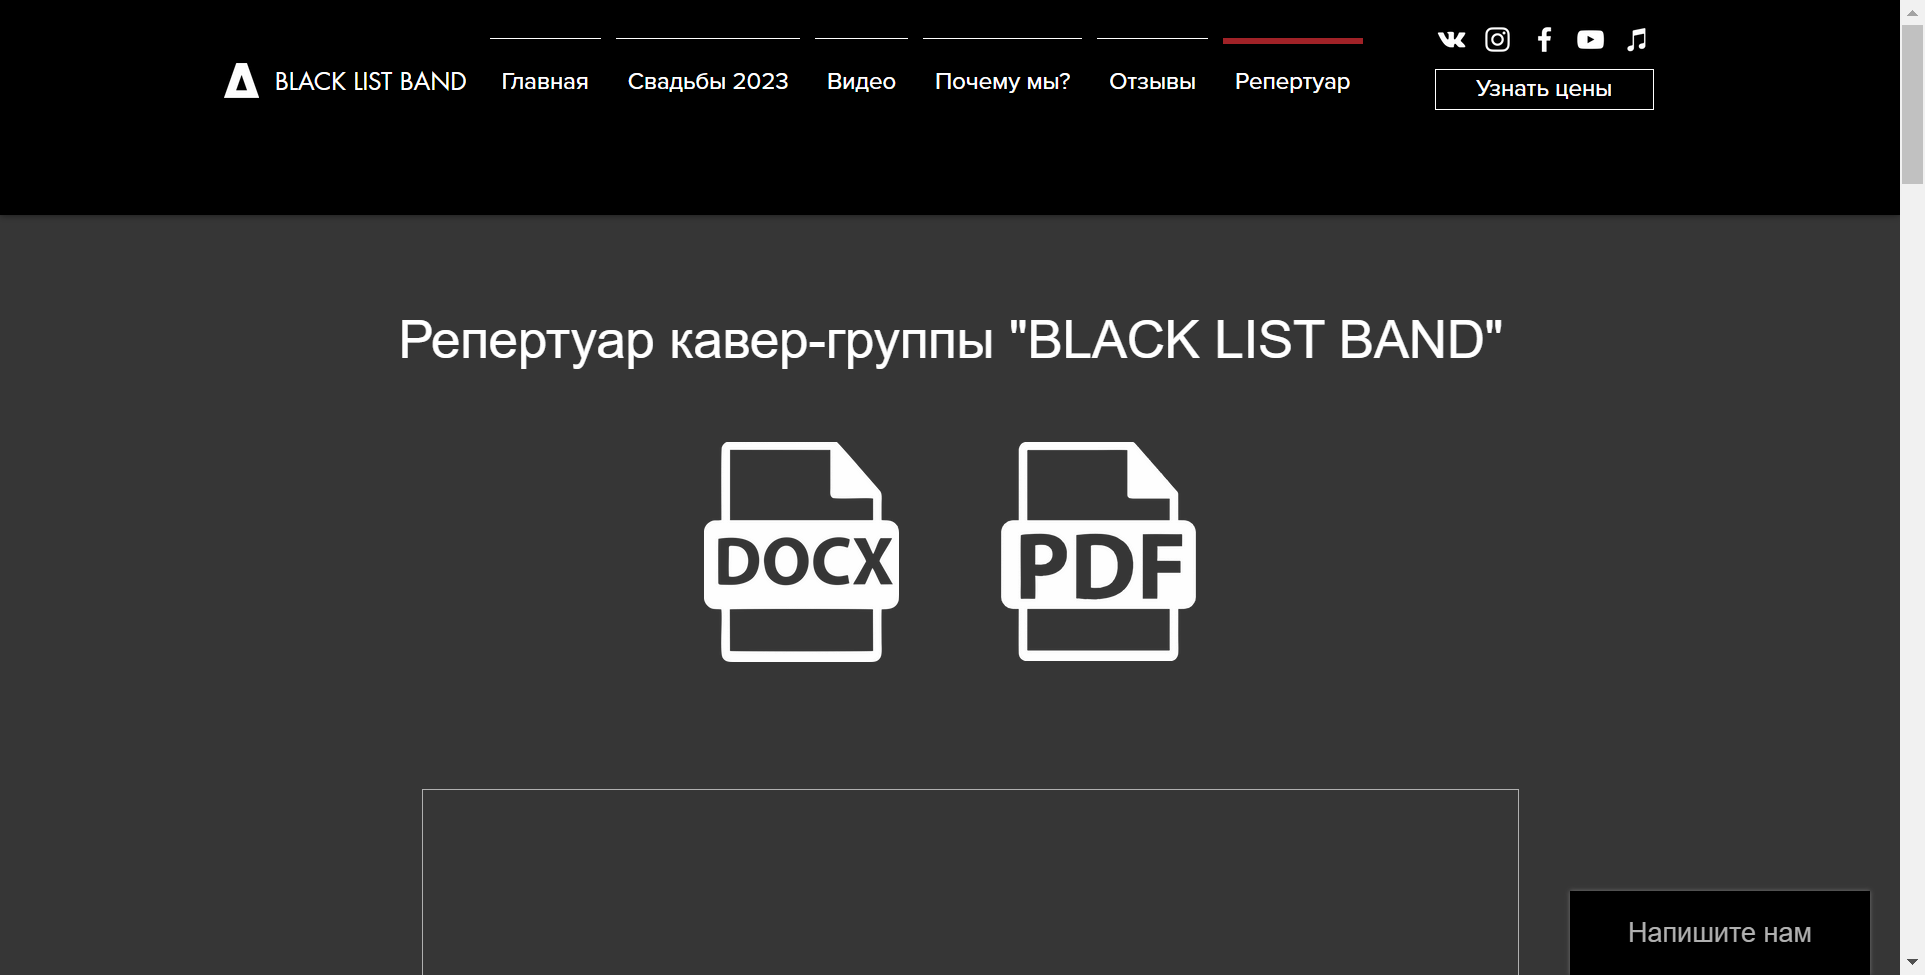 BLACK LIST BAND
Главная
Свадьбы 2023
Видео
Почему мы?
Отзывы
Репертуар
Узнать цены
Репертуар кавер-группы "BLACK LIST BAND"
DOCX
PDF
Напишите нам